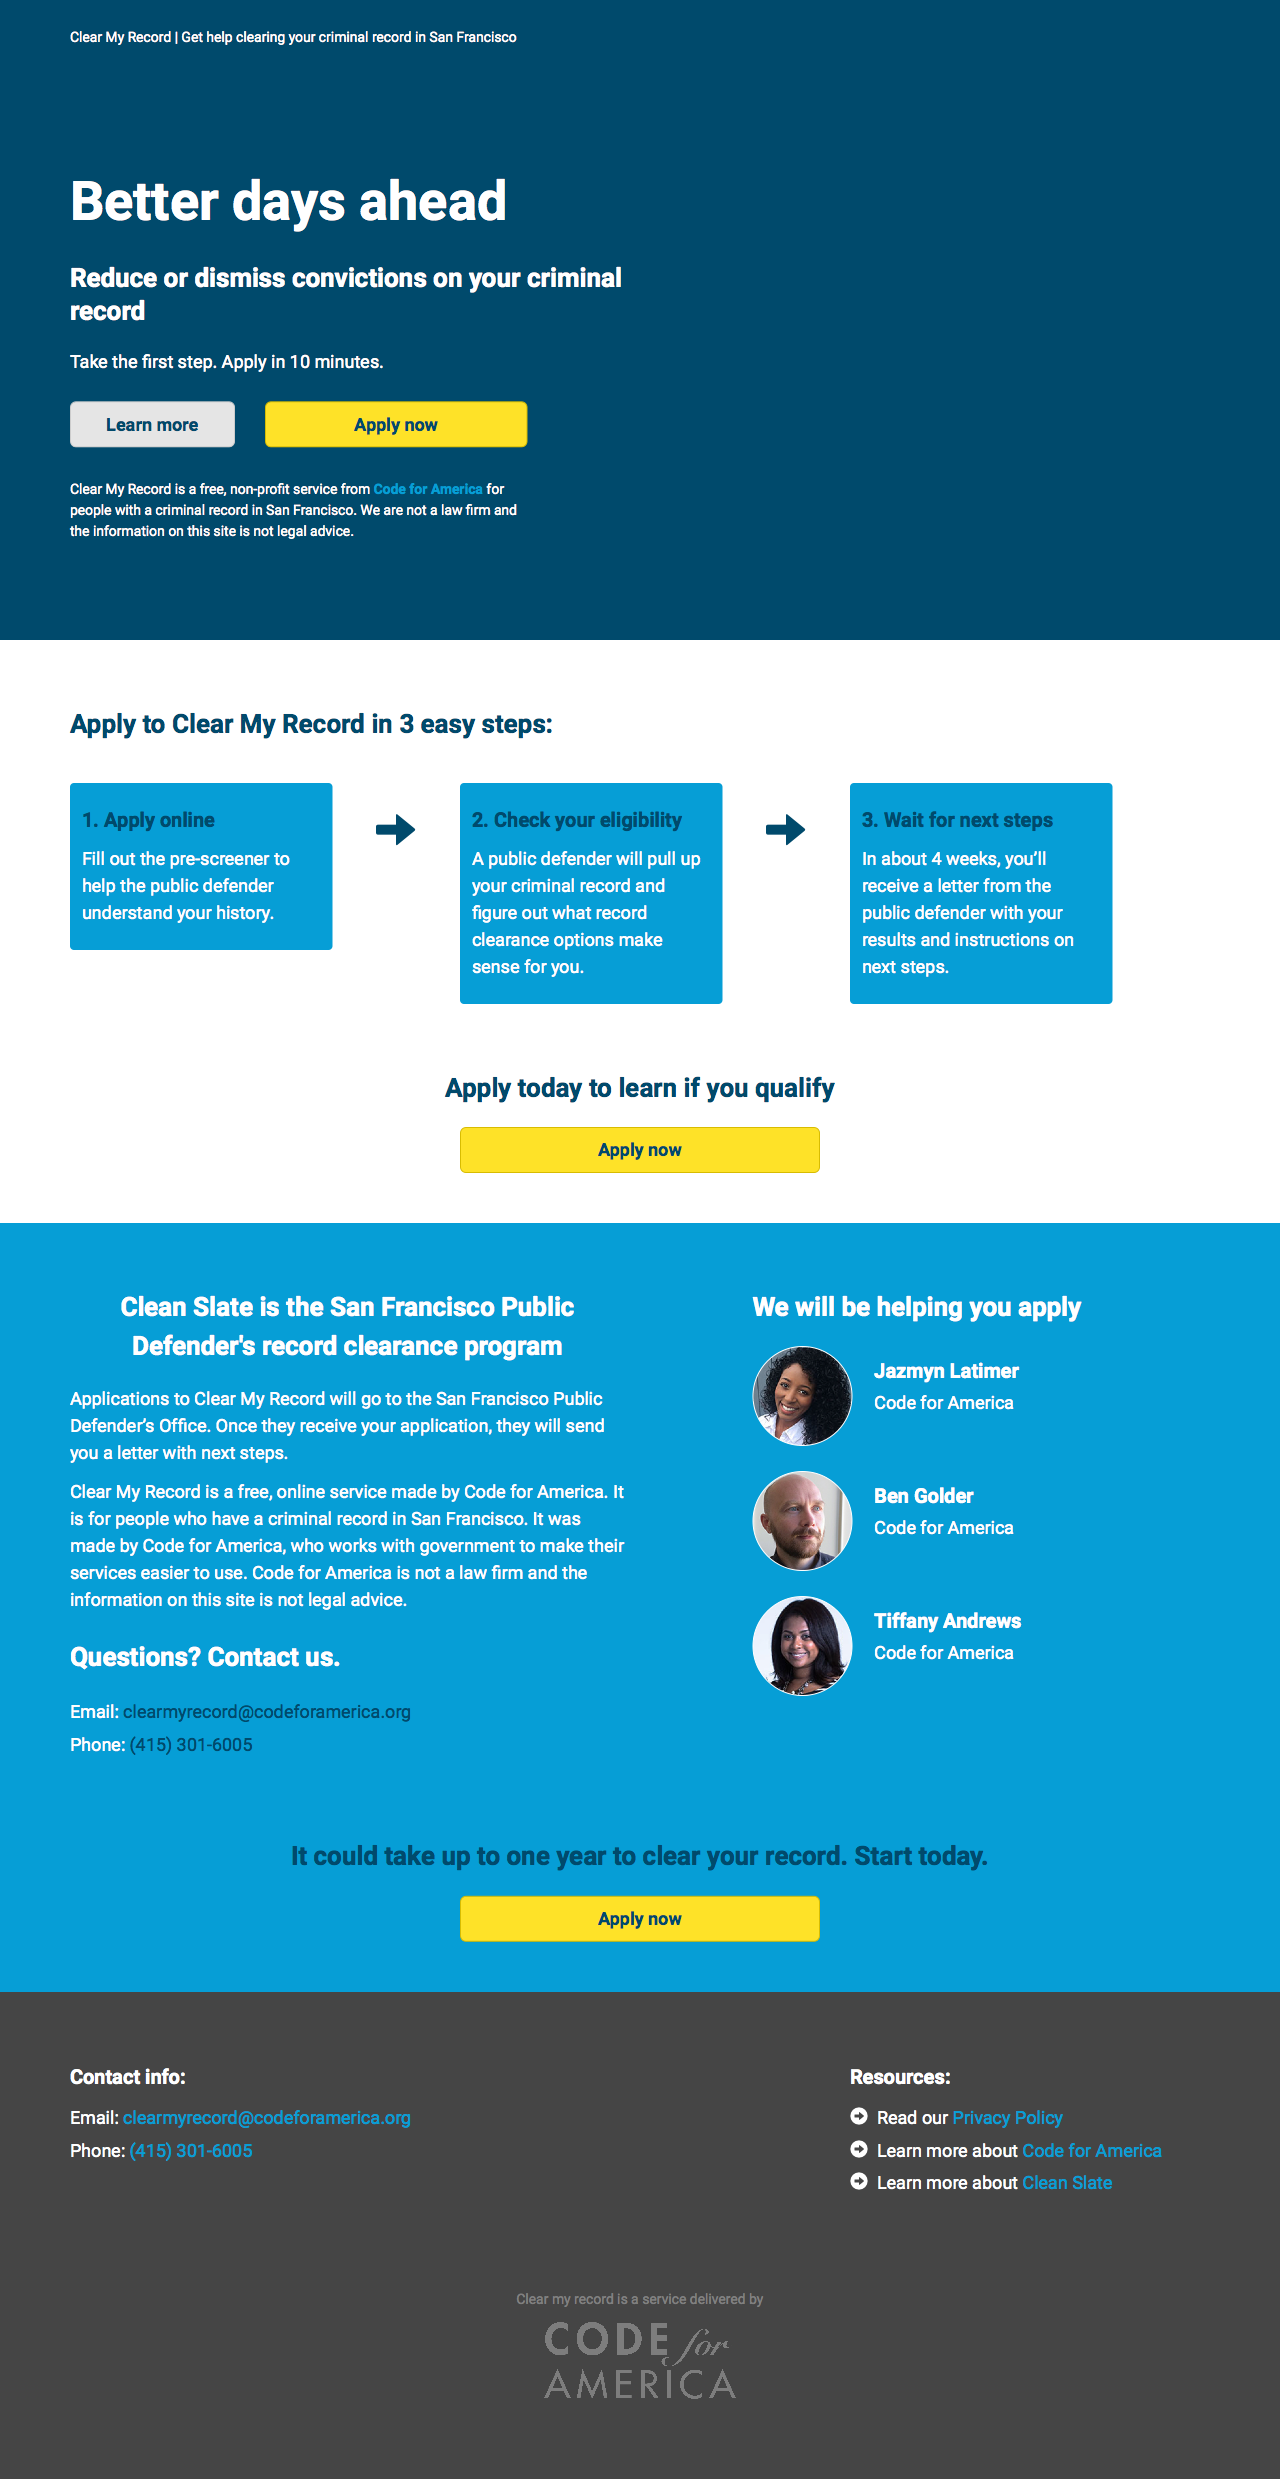 Clear My Record | Get help clearing your criminal record in San Francisco
Better days ahead
Reduce or dismiss convictions on your criminal
record
Take the first step. Apply in 10 minutes.
Learn more
Apply now
Clear My Record is a free, non-profit service from Code for America for
people with a criminal record in San Francisco. We are not a law firm and
the information on this site is not legal advice.
Apply to Clear My Record in 3 easy steps:
1. Apply online
Fill out the pre-screener to
help the public defender
understand your history.
2. Check your eligibility
A public defender will pull up
your criminal record and
figure out what record
clearance options make
sense for you.
3. Wait for next steps
In about 4 weeks, you’ll
receive a letter from the
public defender with your
results and instructions on
next steps.
Apply today to learn if you qualify
Apply now
Clean Slate is the San Francisco Public
Defender's record clearance program
Applications to Clear My Record will go to the San Francisco Public
Defender’s Office. Once they receive your application, they will send
you a letter with next steps.
Clear My Record is a free, online service made by Code for America. It
is for people who have a criminal record in San Francisco. It was
made by Code for America, who works with government to make their
services easier to use. Code for America is not a law firm and the
information on this site is not legal advice.
Questions? Contact us.
Email: clearmyrecord@codeforamerica.org
Phone: (415) 301-6005
We will be helping you apply
Jazmyn Latimer
Code for America
Ben Golder
Code for America
Tiffany Andrews
Code for America
It could take up to one year to clear your record. Start today.
Apply now
Contact info:
Email: clearmyrecord@codeforamerica.org
Phone: (415) 301-6005
Resources:
Read our Privacy Policy
Learn more about Code for America
Learn more about Clean Slate
Clear my record is a service delivered by
CODE for
AMERICA